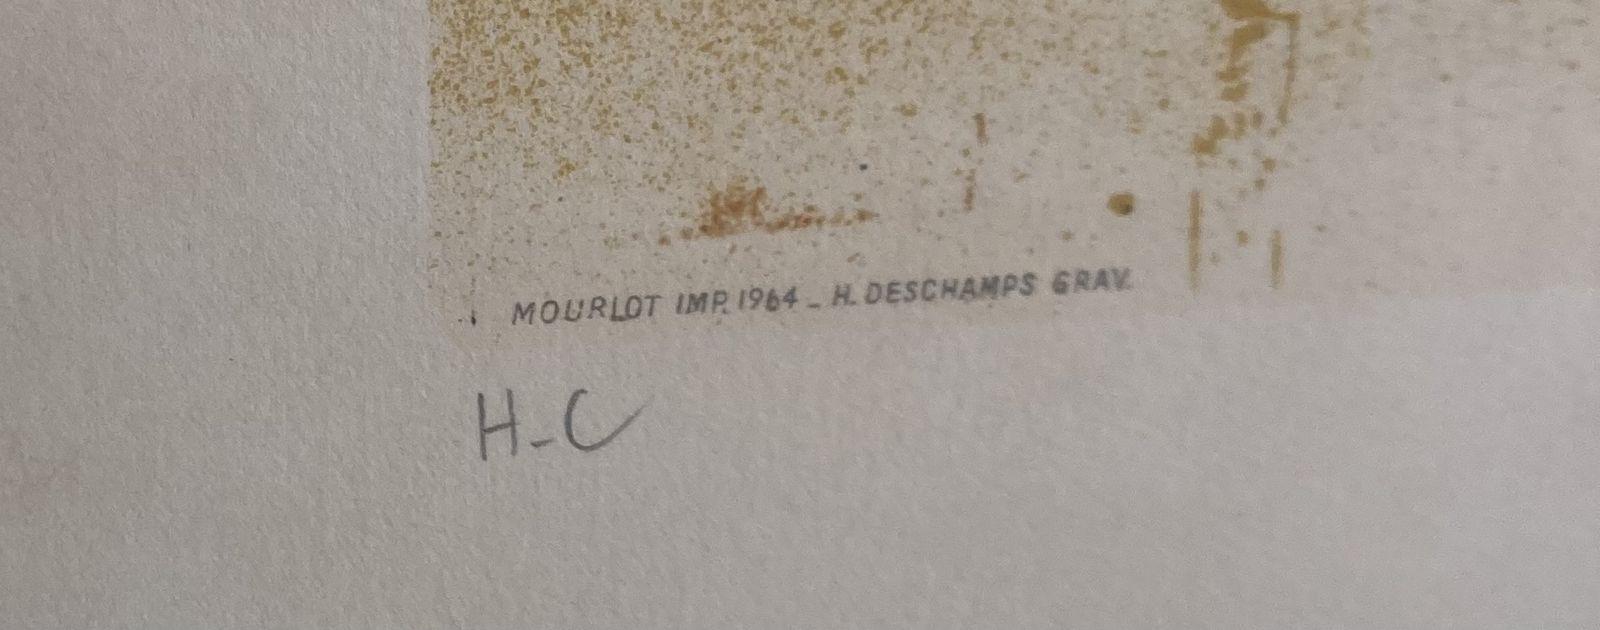 MOURLOT IMP. 1964 _ H. DESCHAMPS GRAV.
H-C